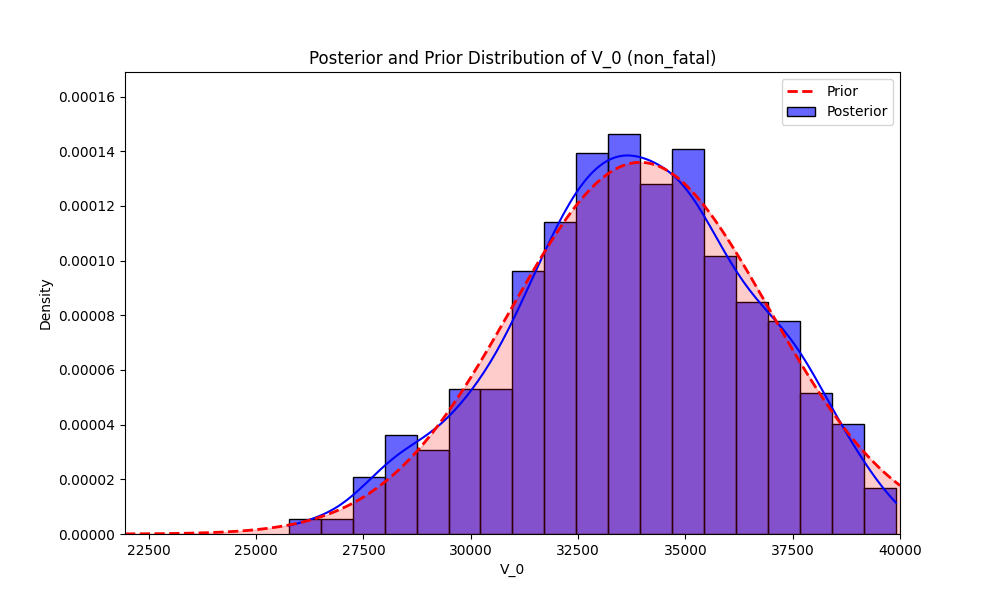 Posterior and Prior Distribution of V_0 (non_fatal)
Prior
Posterior
Density
0.00016
0.00014
0.00012
0.00010
0.00008
0.00006
0.00004
0.00002
0.00000
22500 25000 27500 30000 32500 35000 37500 40000
V_0